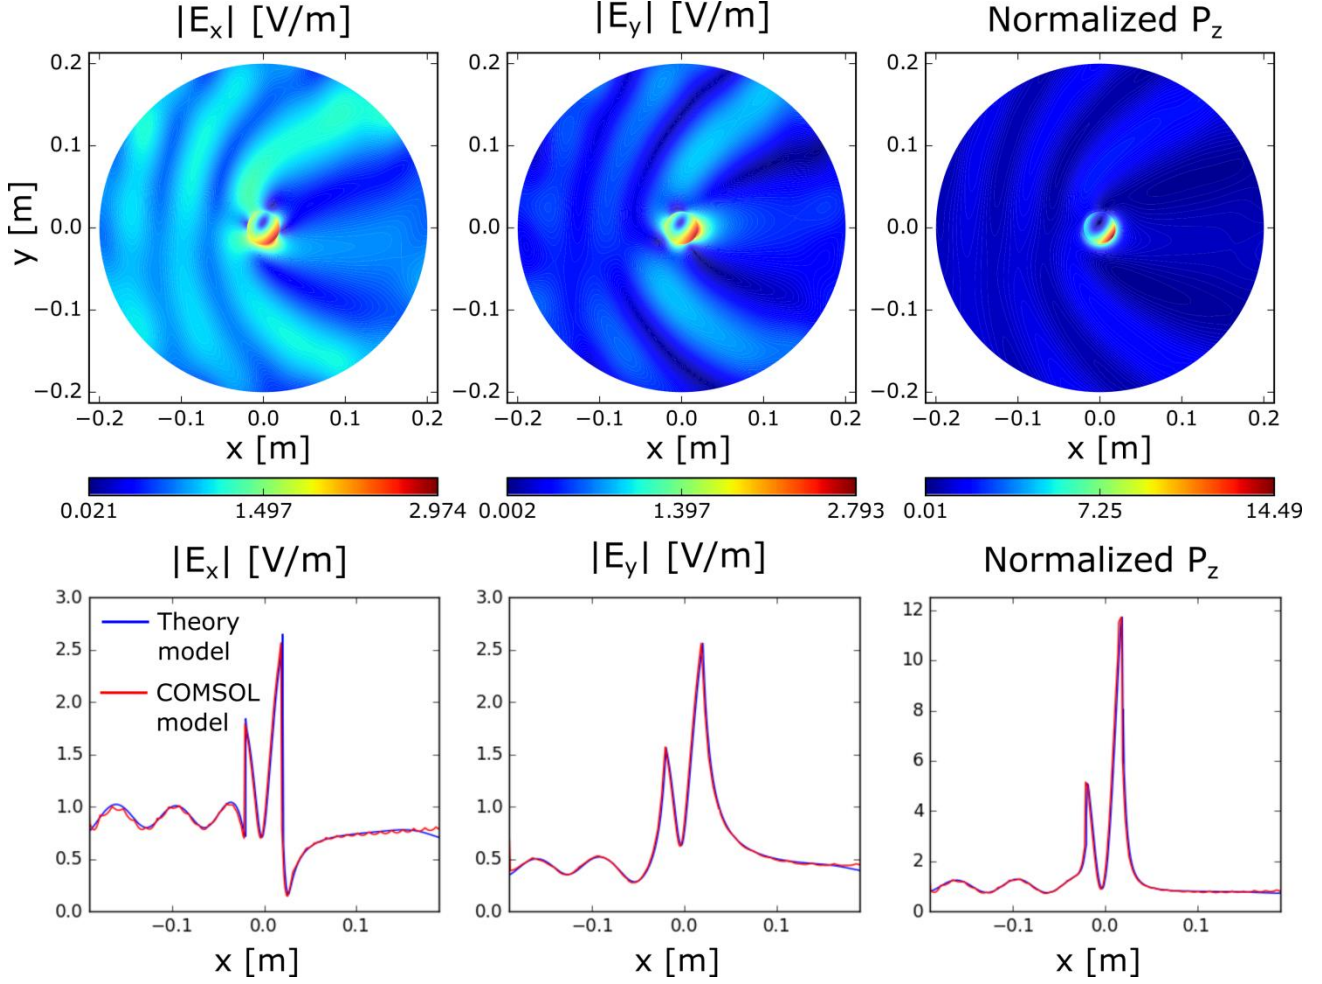 |E_x| [V/m] |E_y| [V/m] Normalized P_z
0.2 0.2 0.2
0.1 0.1 0.1
0.0 0.0 0.0
y [m]
−0.1 −0.1 −0.1
−0.2 −0.2 −0.2
−0.2 −0.1 0.0 0.1 0.2 −0.2 −0.1 0.0 0.1 0.2 −0.2 −0.1 0.0 0.1 0.2
x [m] x [m] x [m]
0.021 1.497 2.974 0.002 1.397 2.793 0.01 7.25 14.49
|E_x| [V/m] |E_y| [V/m] Normalized P_z
3.0
2.5
2.0
1.5
1.0
0.5
0.0
Theory
model
COMSOL
model
−0.1 0.0 0.1
x [m]
3.0
2.5
2.0
1.5
1.0
0.5
0.0
−0.1 0.0 0.1
x [m]
12
10
8
6
4
2
0
−0.1 0.0 0.1
x [m]